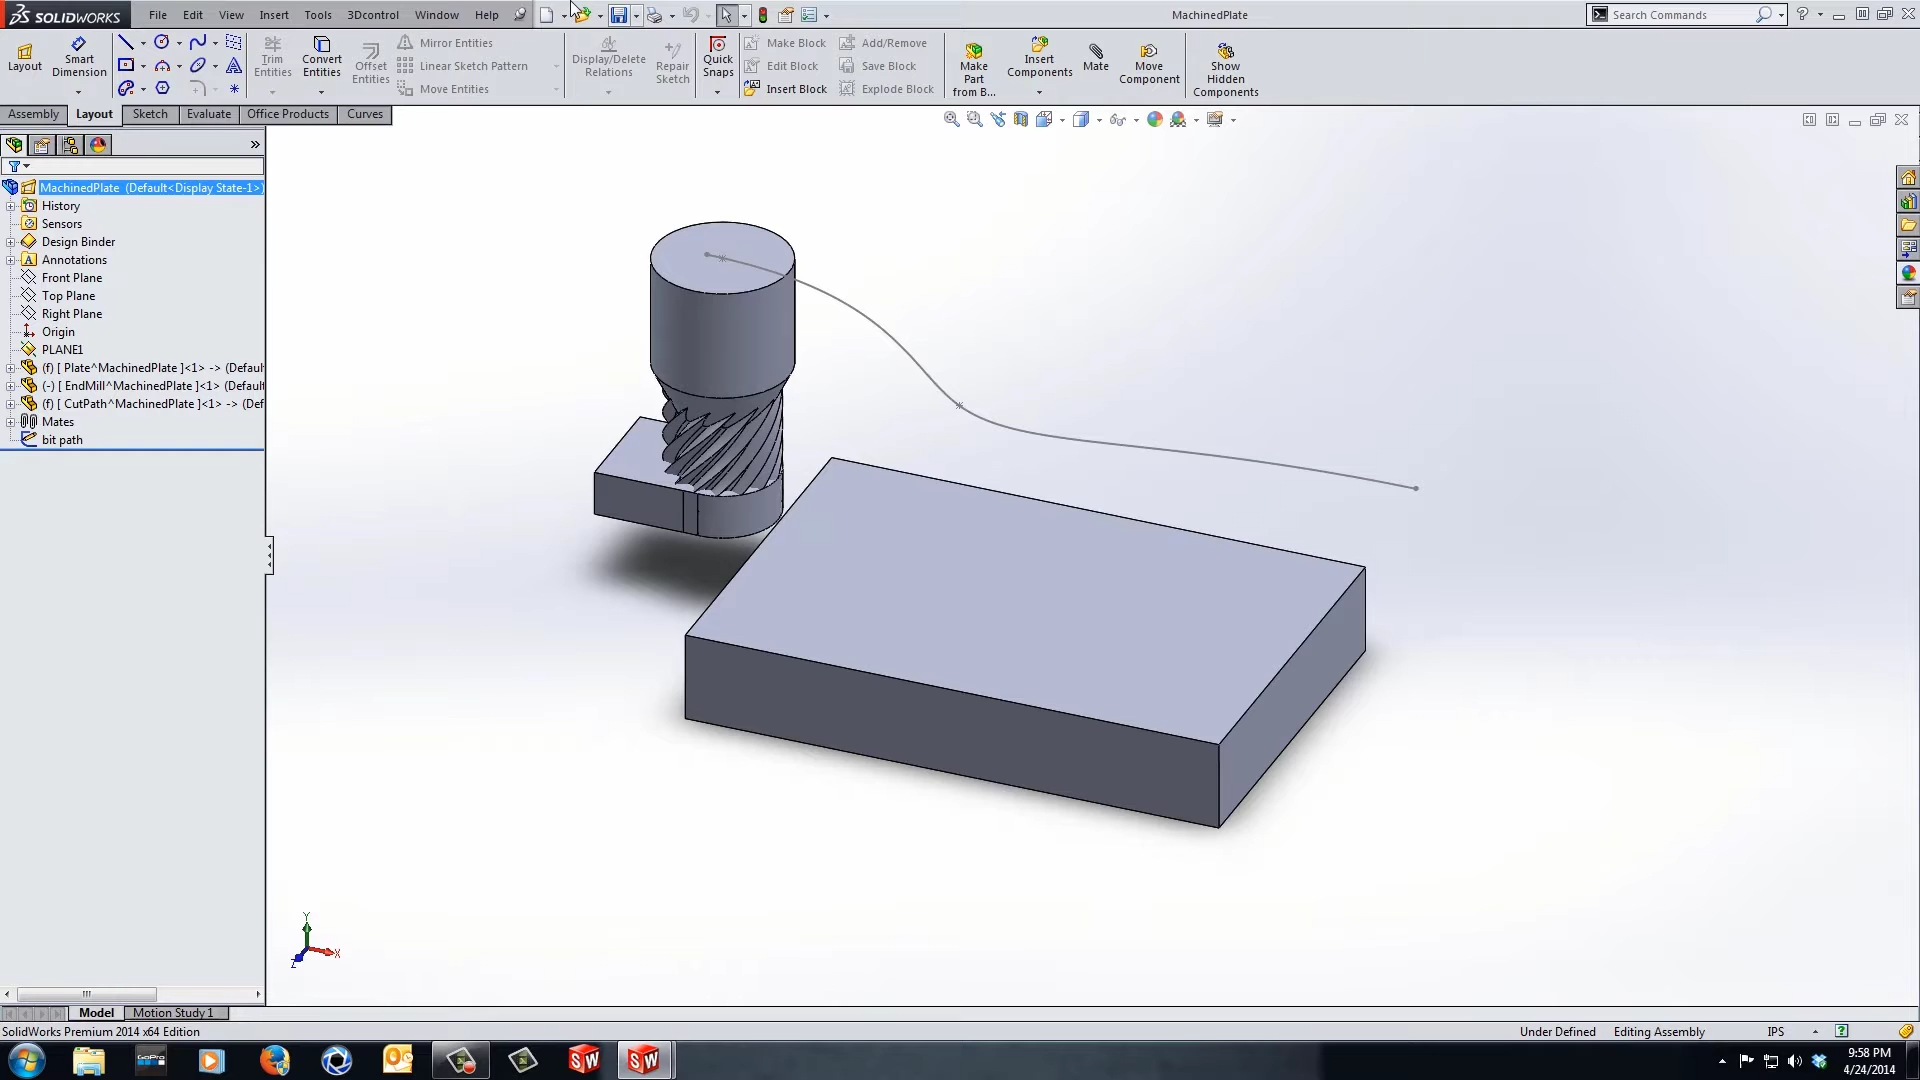 SOLIDWORKS File Edit View Insert Tools 3Dcontrol Window Help MachinedPlate Search Commands
Layout
Smart Dimension
Trim Entities
Convert Entities
Offset Entities
Mirror Entities
Linear Sketch Pattern
Move Entities
Display/Delete Relations
Repair Sketch
Quick Snaps
Make Block
Edit Block
Insert Block
Add/Remove
Save Block
Explode Block
Make Part from B...
Insert Components
Mate
Move Component
Show Hidden Components
Assembly Layout Sketch Evaluate Office Products Curves
MachinedPlate (Default<Display State-1>)
History
Sensors
Design Binder
Annotations
Front Plane
Top Plane
Right Plane
Origin
PLANE1
(f) [ Plate^MachinedPlate ]<1> -> (Defaul
(-) [ EndMill^MachinedPlate ]<1> (Default
(f) [ CutPath^MachinedPlate ]<1> -> (Def
Mates
bit path
Y
X
Z
Model Motion Study 1
SolidWorks Premium 2014 x64 Edition Under Defined Editing Assembly IPS
GoPro
SW
SW
9:58 PM
4/24/2014